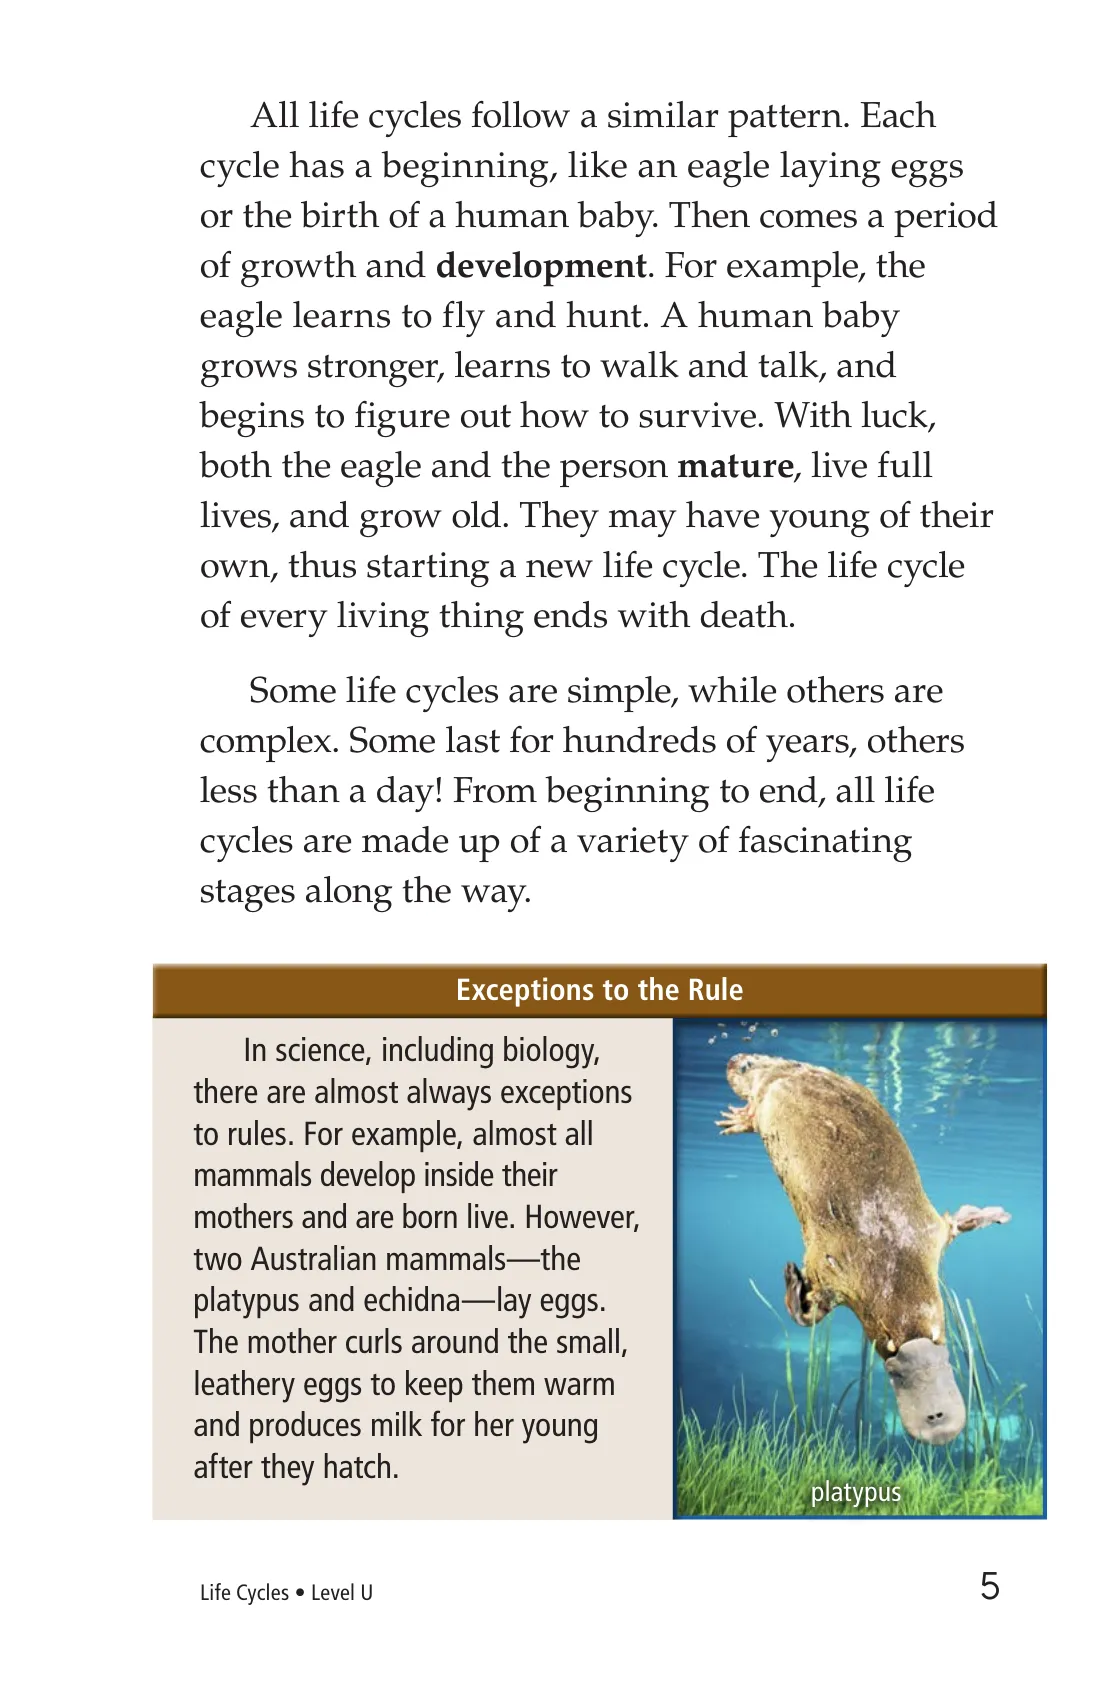 All life cycles follow a similar pattern. Each
cycle has a beginning, like an eagle laying eggs
or the birth of a human baby. Then comes a period
of growth and development. For example, the
eagle learns to fly and hunt. A human baby
grows stronger, learns to walk and talk, and
begins to figure out how to survive. With luck,
both the eagle and the person mature, live full
lives, and grow old. They may have young of their
own, thus starting a new life cycle. The life cycle
of every living thing ends with death.
Some life cycles are simple, while others are
complex. Some last for hundreds of years, others
less than a day! From beginning to end, all life
cycles are made up of a variety of fascinating
stages along the way.
Exceptions to the Rule
In science, including biology,
there are almost always exceptions
to rules. For example, almost all
mammals develop inside their
mothers and are born live. However,
two Australian mammals—the
platypus and echidna—lay eggs.
The mother curls around the small,
leathery eggs to keep them warm
and produces milk for her young
after they hatch.
platypus
Life Cycles • Level U
5